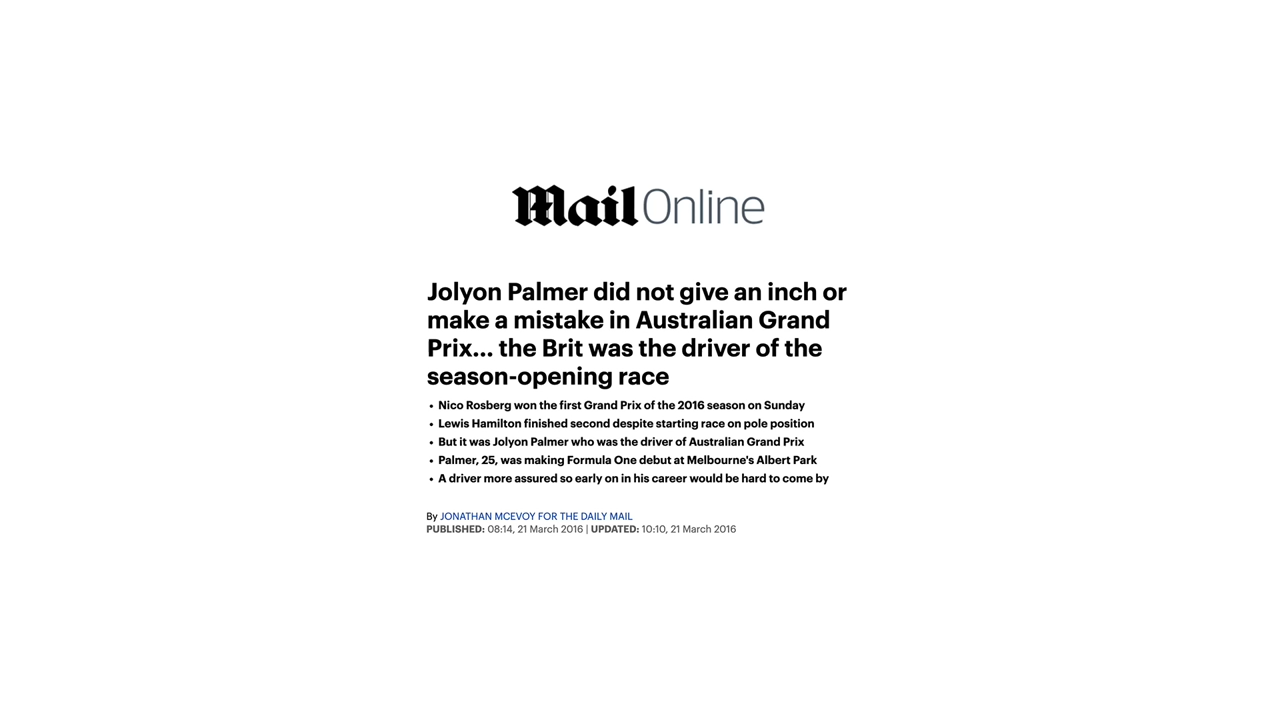 Mail Online
Jolyon Palmer did not give an inch or
make a mistake in Australian Grand
Prix... the Brit was the driver of the
season-opening race
• Nico Rosberg won the first Grand Prix of the 2016 season on Sunday
• Lewis Hamilton finished second despite starting race on pole position
• But it was Jolyon Palmer who was the driver of Australian Grand Prix
• Palmer, 25, was making Formula One debut at Melbourne's Albert Park
• A driver more assured so early on in his career would be hard to come by
By JONATHAN MCEVOY FOR THE DAILY MAIL
PUBLISHED: 08:14, 21 March 2016 | UPDATED: 10:10, 21 March 2016